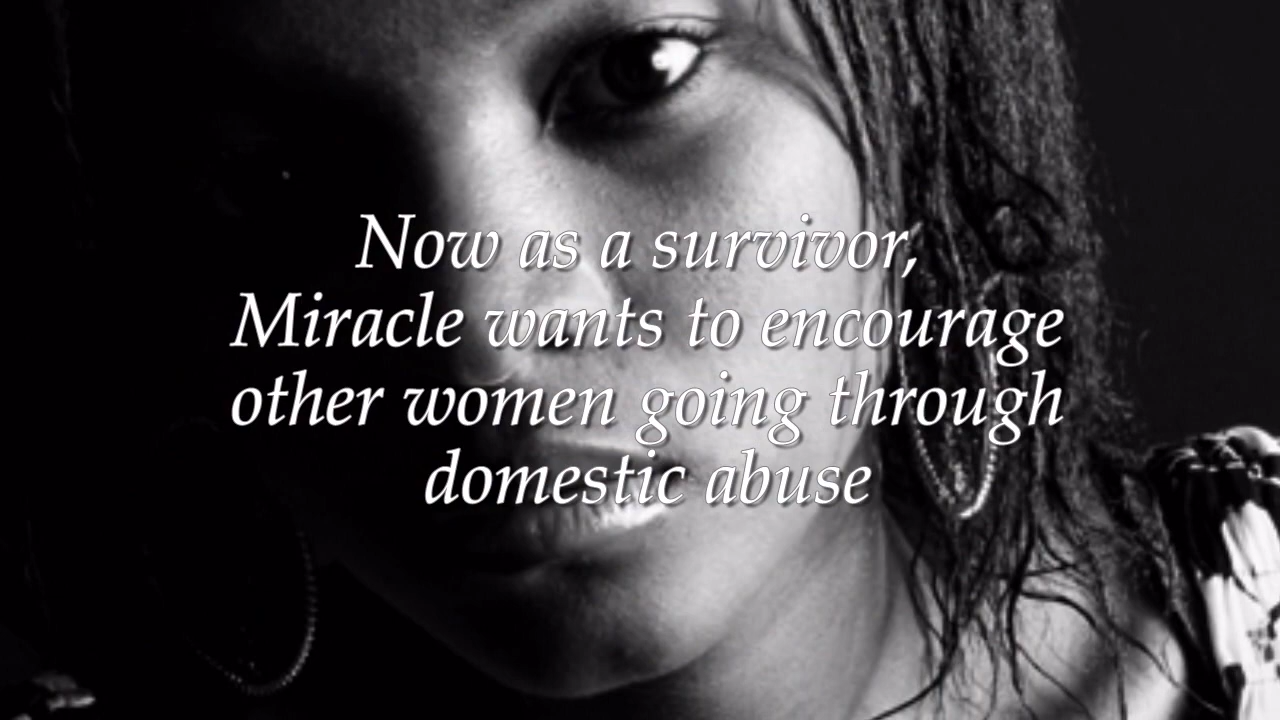 Now as a survivor,
Miracle wants to encourage
other women going through
domestic abuse